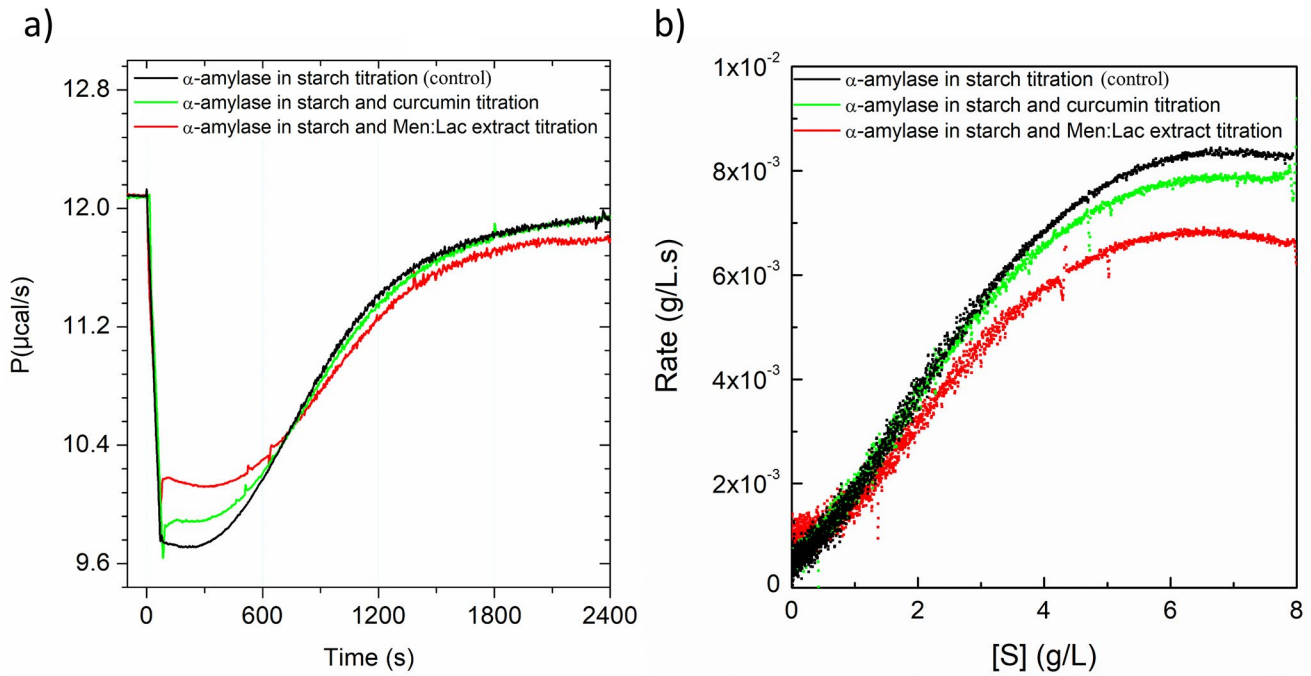 a)
α-amylase in starch titration (control)
α-amylase in starch and curcumin titration
α-amylase in starch and Men:Lac extract titration
12.8
12.0
11.2
10.4
9.6
P(μcal/s)
0 600 1200 1800 2400
Time (s)
b)
α-amylase in starch titration (control)
α-amylase in starch and curcumin titration
α-amylase in starch and Men:Lac extract titration
1x10⁻²
8x10⁻³
6x10⁻³
4x10⁻³
2x10⁻³
0
Rate (g/L.s)
0 2 4 6 8
[S] (g/L)